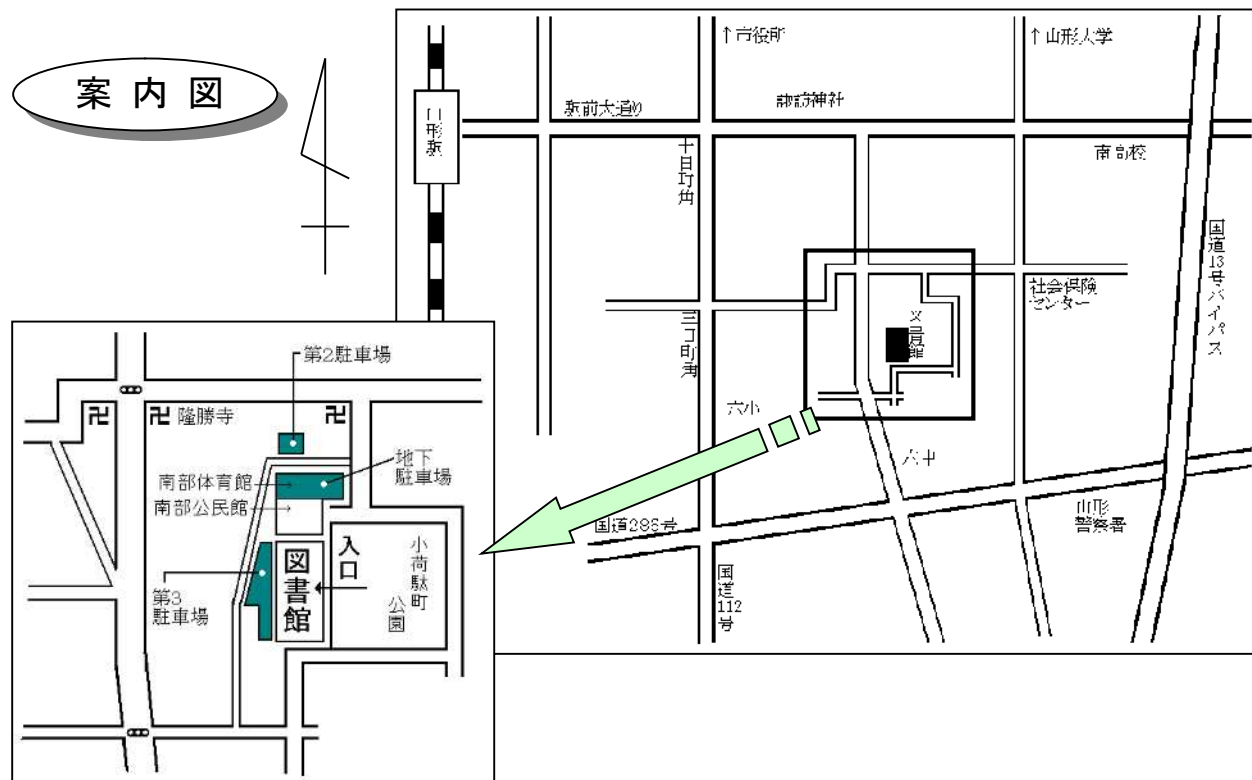 案内図
↑市役所
↑山形大学
駅前大通り
諏訪神社
山形駅
十日町角
南高校
国道13号バイパス
社会保険
センター
図書館
三日町角
六小
六中
国道286号
山形
警察署
国道112号
第2駐車場
卍
卍 隆勝寺
卍
地下
駐車場
南部体育館
南部公民館
入口
図書館
小荷駄町
公園
第3
駐車場